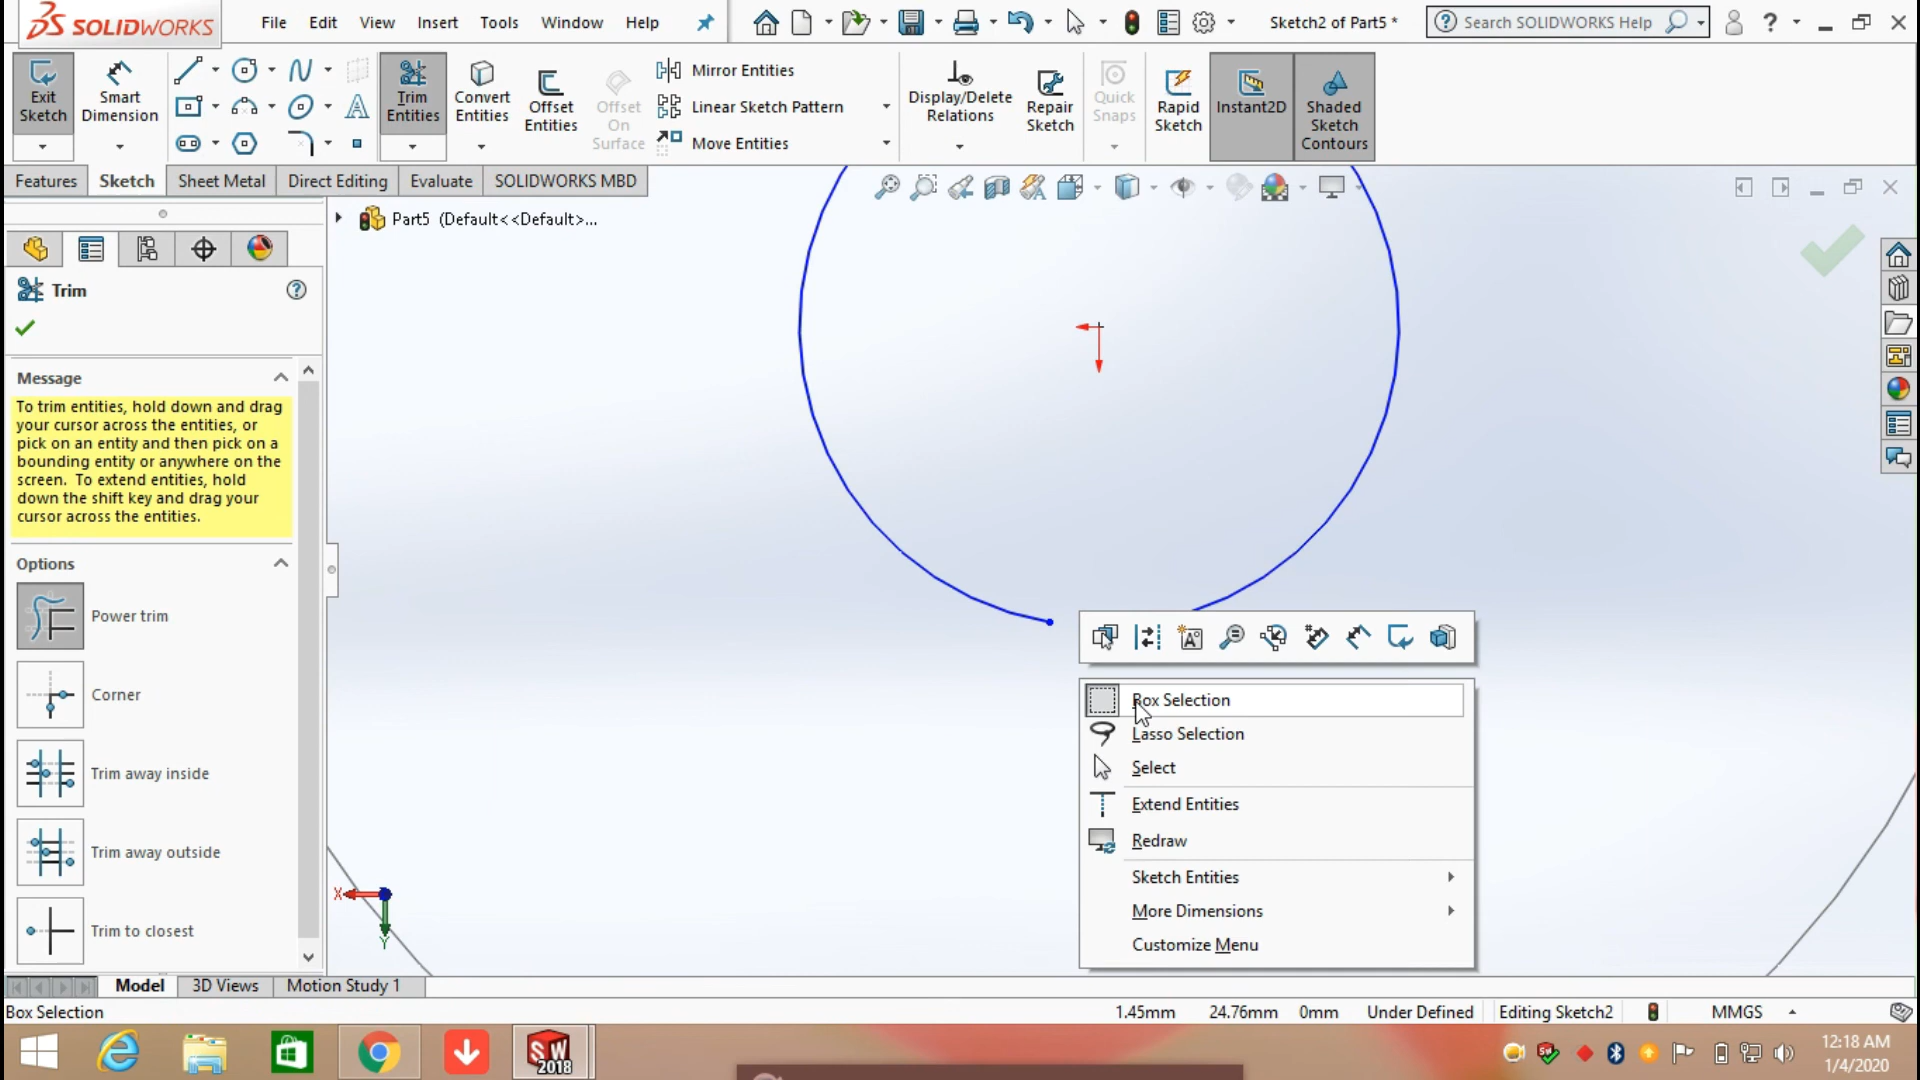 SOLIDWORKS
File
Edit
View
Insert
Tools
Window
Help
Sketch2 of Part5 *
Search SOLIDWORKS Help
Exit
Sketch
Smart
Dimension
Trim
Entities
Convert
Entities
Offset
Entities
Offset
On
Surface
Mirror Entities
Linear Sketch Pattern
Move Entities
Display/Delete
Relations
Repair
Sketch
Quick
Snaps
Rapid
Sketch
Instant2D
Shaded
Sketch
Contours
Features
Sketch
Sheet Metal
Direct Editing
Evaluate
SOLIDWORKS MBD
Part5 (Default<<Default>...
Trim
Message
To trim entities, hold down and drag
your cursor across the entities, or
pick on an entity and then pick on a
bounding entity or anywhere on the
screen. To extend entities, hold
down the shift key and drag your
cursor across the entities.
Options
Power trim
Corner
Trim away inside
Trim away outside
Trim to closest
Box Selection
Lasso Selection
Select
Extend Entities
Redraw
Sketch Entities
More Dimensions
Customize Menu
X
Y
Model
3D Views
Motion Study 1
Box Selection
1.45mm
24.76mm
0mm
Under Defined
Editing Sketch2
MMGS
SW
2018
12:18 AM
1/4/2020